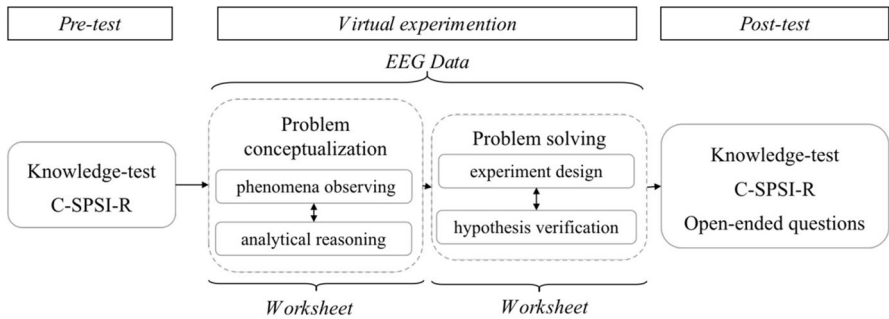 Pre-test
Virtual experimention
Post-test
EEG Data
Knowledge-test
C-SPSI-R
Problem
conceptualization
phenomena observing
analytical reasoning
Problem solving
experiment design
hypothesis verification
Knowledge-test
C-SPSI-R
Open-ended questions
Worksheet
Worksheet